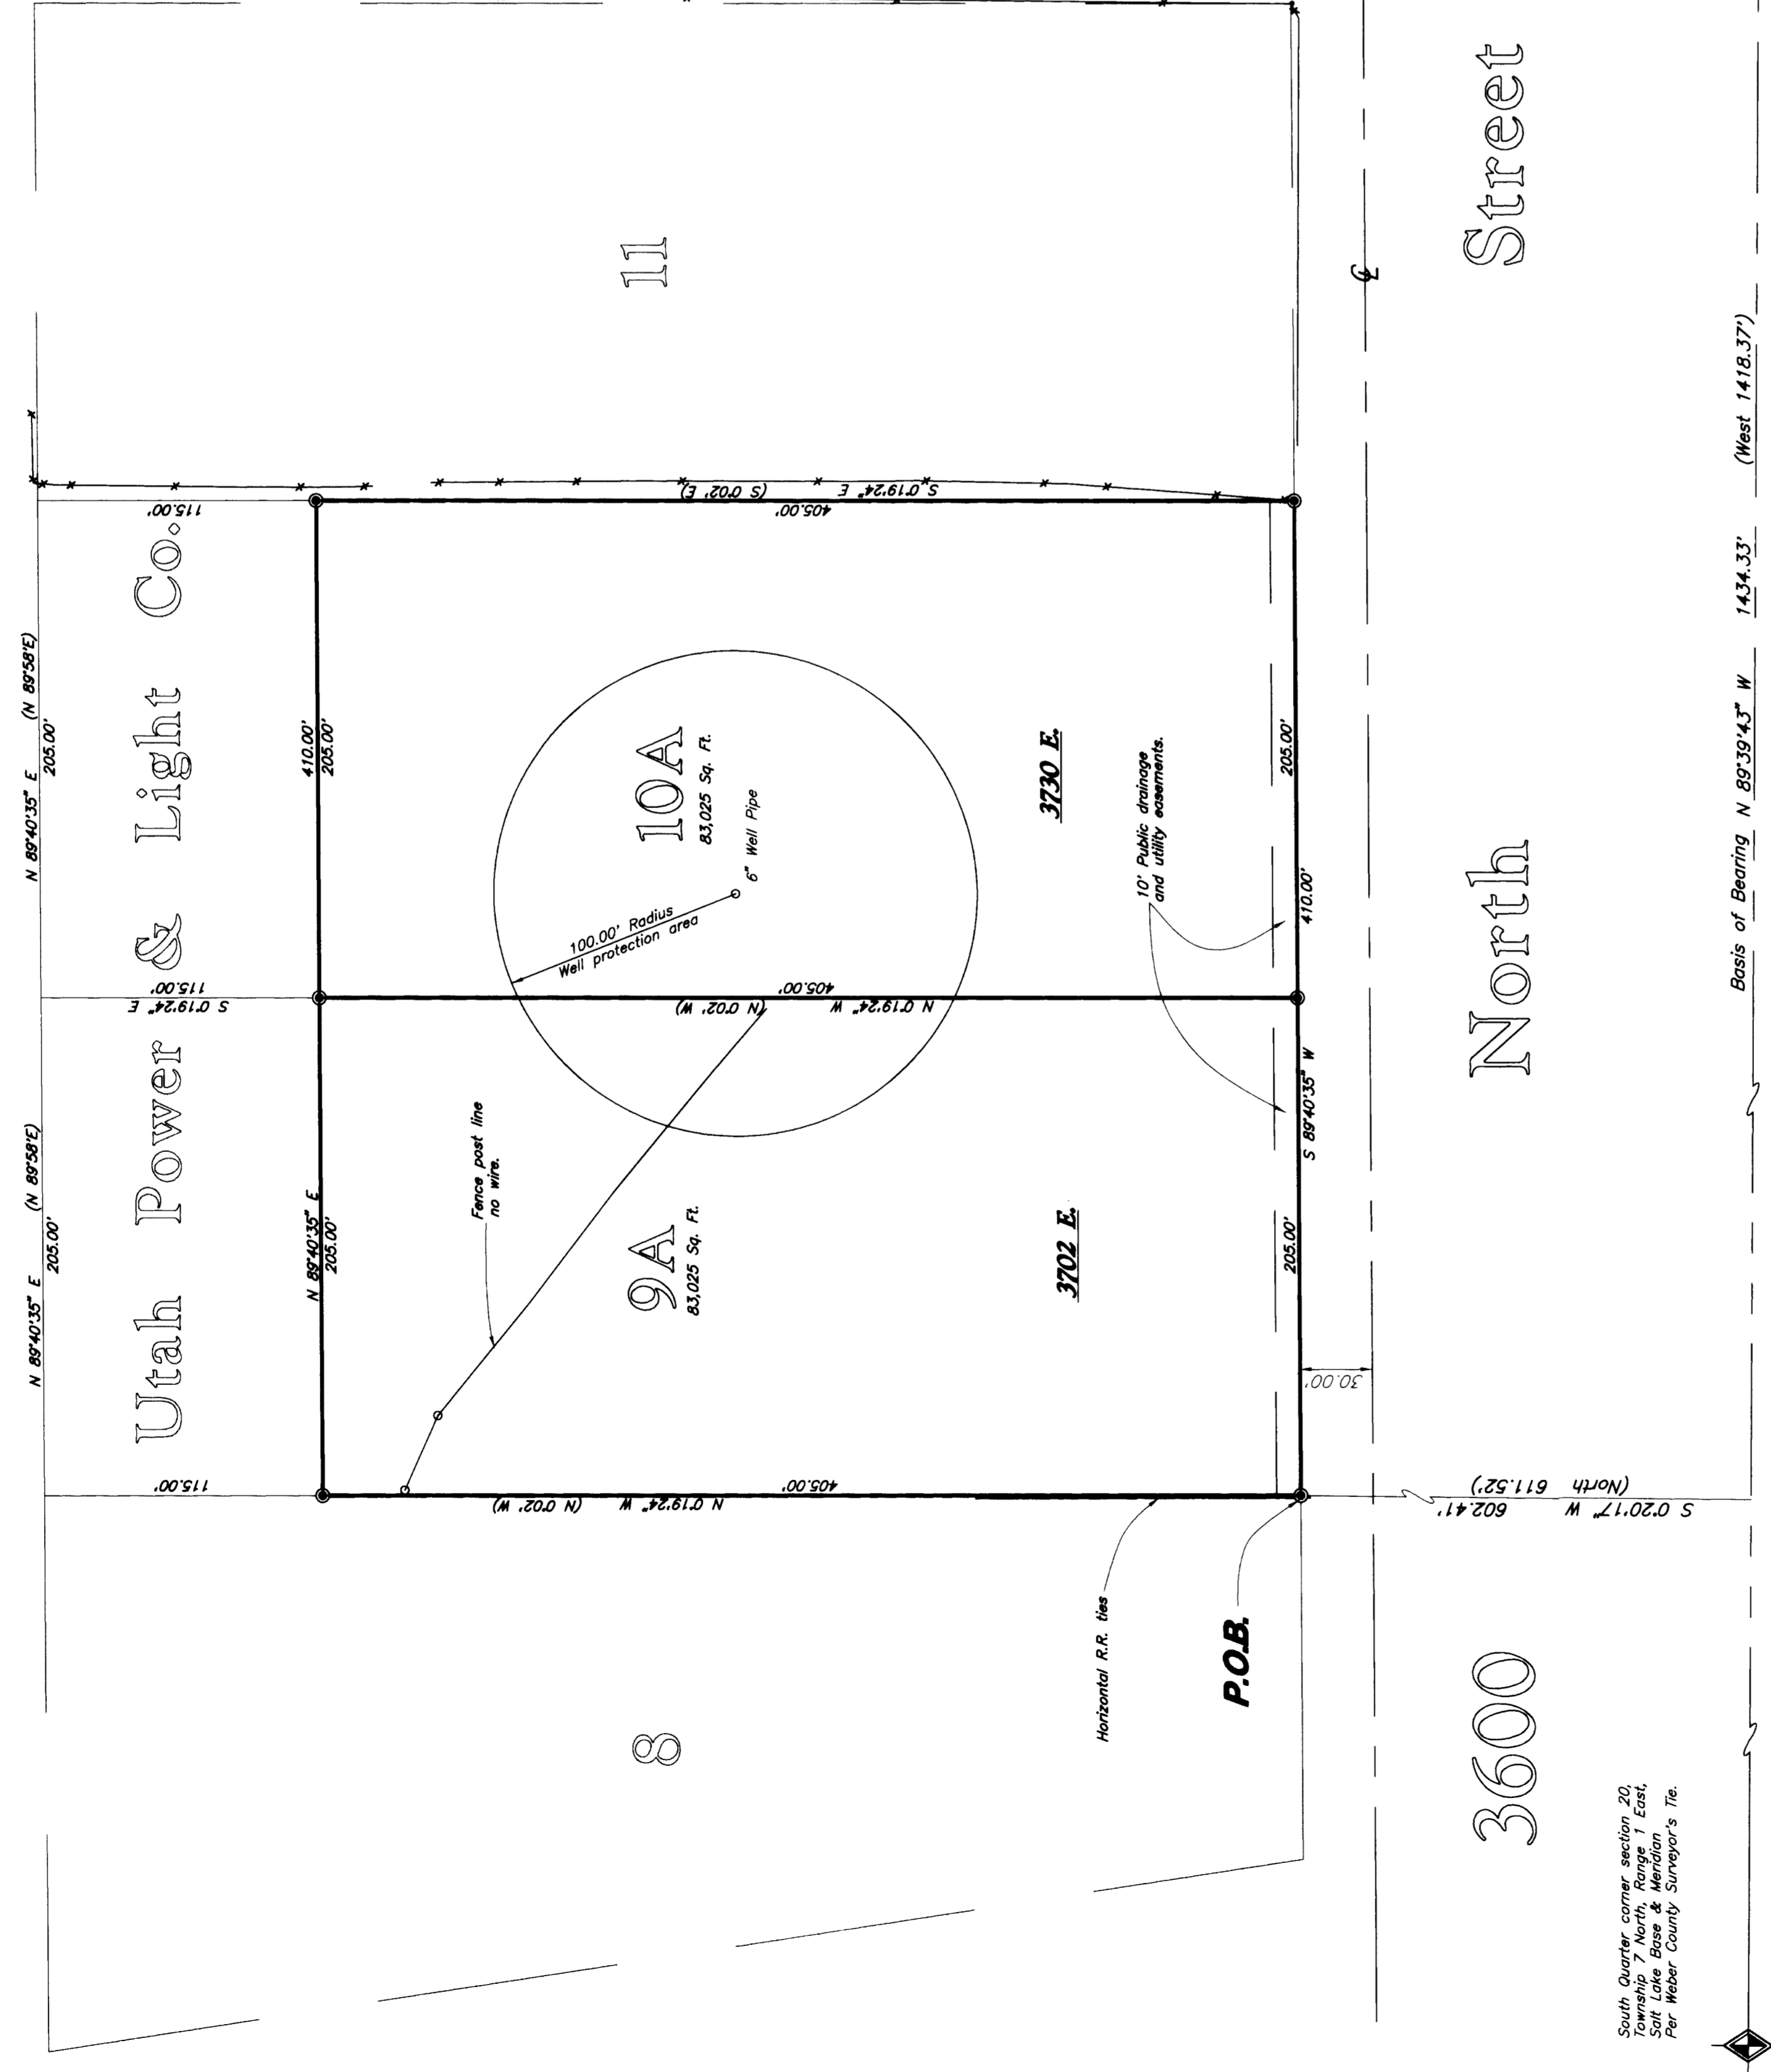 N 89°40'35" E (N 89°58'E)
205.00'
N 89°40'35" E (N 89°58'E)
205.00'
Utah Power & Light Co.
115.00'
S 0°19'24" E
115.00'
115.00'
N 89°40'35" E
205.00'
410.00'
205.00'
Fence post line
no wire.
9A
83,025 Sq. Ft.
3702 E.
10A
83,025 Sq. Ft.
6" Well Pipe
100.00' Radius
Well protection area
3730 E.
10' Public drainage
and utility easements.
N 0°19'24" W (N 0°02' W)
405.00'
N 0°19'24" W (N 0°02' W)
405.00'
S 0°19'24" E (S 0°02' E)
405.00'
8
11
Horizontal R.R. ties
P.O.B.
205.00'
S 89°40'35" W
410.00'
205.00'
30.00'
℄
3600 North Street
S 0°20'17" W 602.41'
(North 611.52')
South Quarter corner section 20,
Township 7 North, Range 1 East,
Salt Lake Base & Meridian
Per Weber County Surveyor's Tie.
Basis of Bearing N 89°39'43" W 1434.33' (West 1418.37')